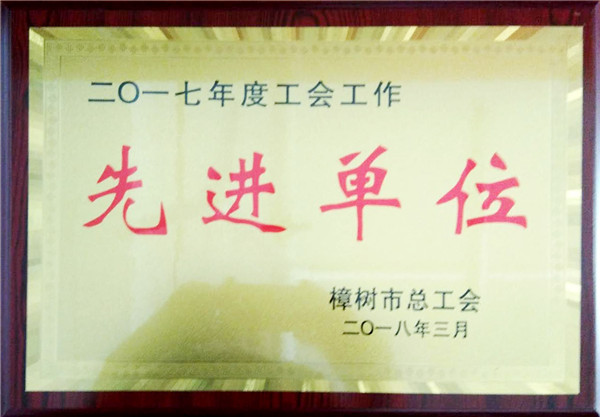 二〇一七年度工会工作
先进单位
樟树市总工会
二〇一八年三月